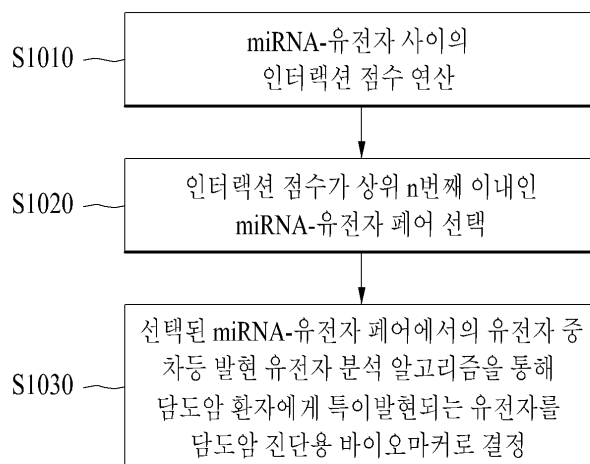 S1010
miRNA-유전자 사이의
인터랙션 점수 연산
S1020
인터랙션 점수가 상위 n번째 이내인
miRNA-유전자 페어 선택
S1030
선택된 miRNA-유전자 페어에서의 유전자 중
차등 발현 유전자 분석 알고리즘을 통해
담도암 환자에게 특이발현되는 유전자를
담도암 진단용 바이오마커로 결정